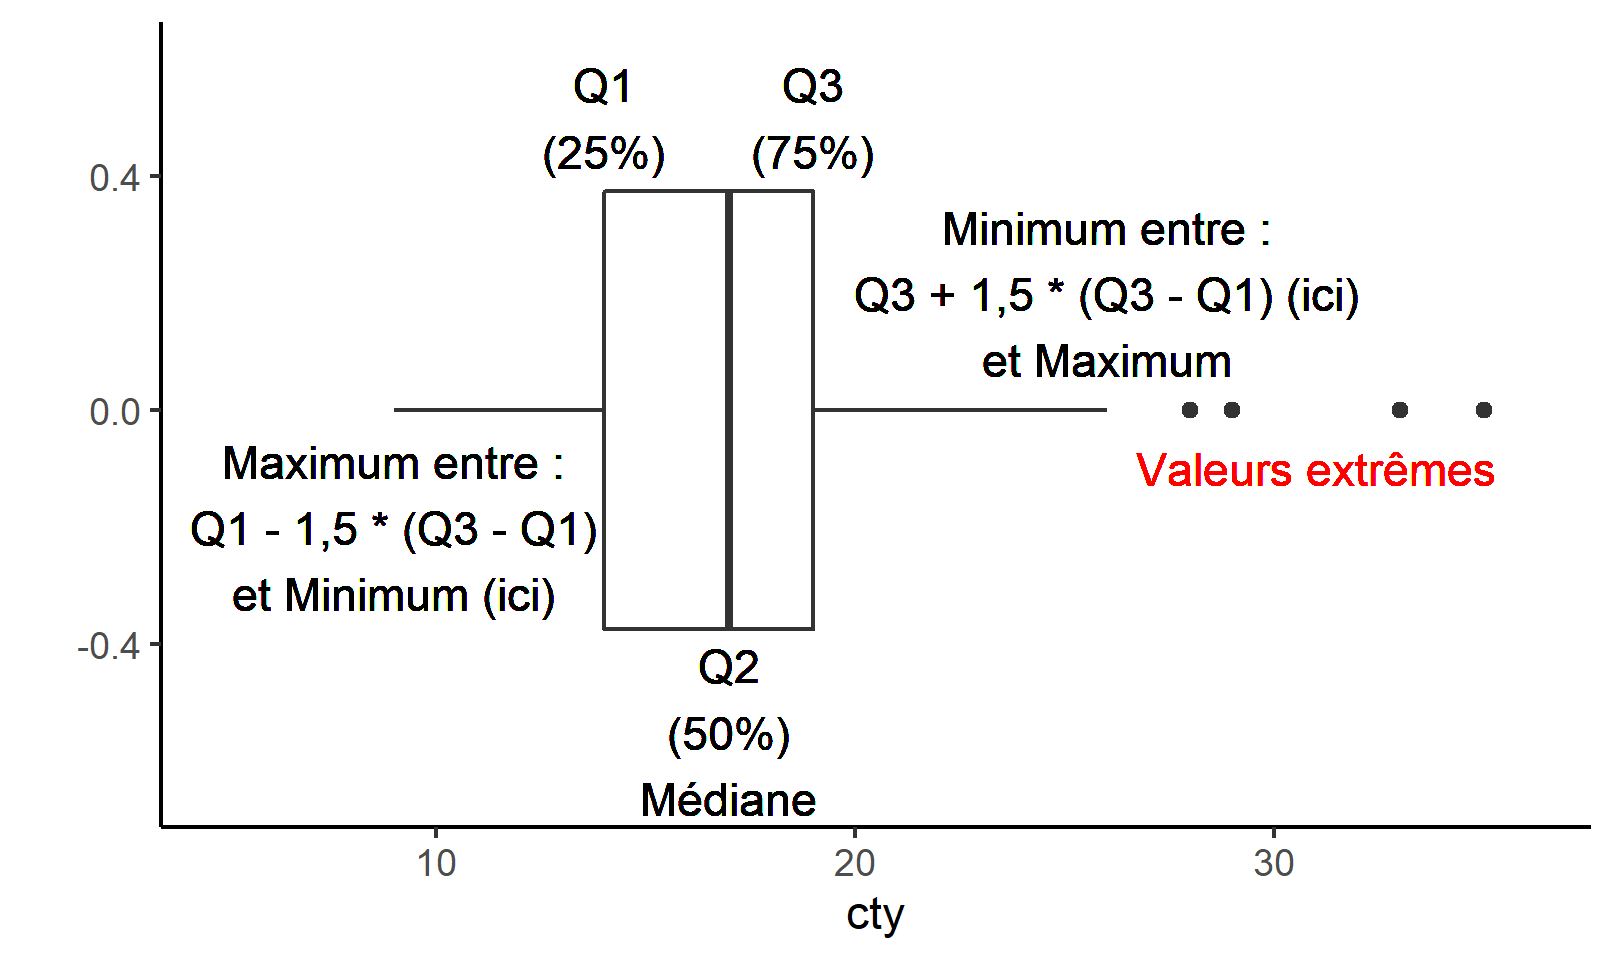 Q1
(25%)
Q3
(75%)
0.4
Minimum entre :
Q3 + 1,5 * (Q3 - Q1) (ici)
et Maximum
0.0
Maximum entre :
Q1 - 1,5 * (Q3 - Q1)
et Minimum (ici)
Valeurs extrêmes
-0.4
Q2
(50%)
Médiane
10
20
30
cty